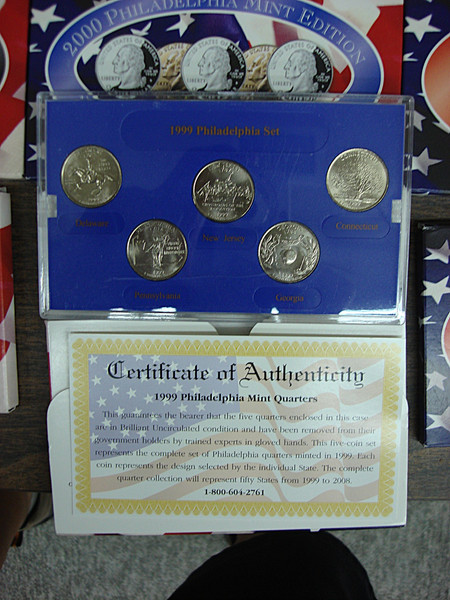 2000 Philadelphia Mint Edition
1999 Philadelphia Set
Delaware
New Jersey
Connecticut
Pennsylvania
Georgia
Certificate of Authenticity
1999 Philadelphia Mint Quarters
This guarantees the bearer that the five quarters enclosed in this case
are in Brilliant Uncirculated condition and have been removed from their
government holders by trained experts in gloved hands. This five-coin set
represents the complete set of Philadelphia quarters minted in 1999. Each
coin represents the design selected by the individual State. The complete
quarter collection will represent fifty States from 1999 to 2008.
1-800-604-2761